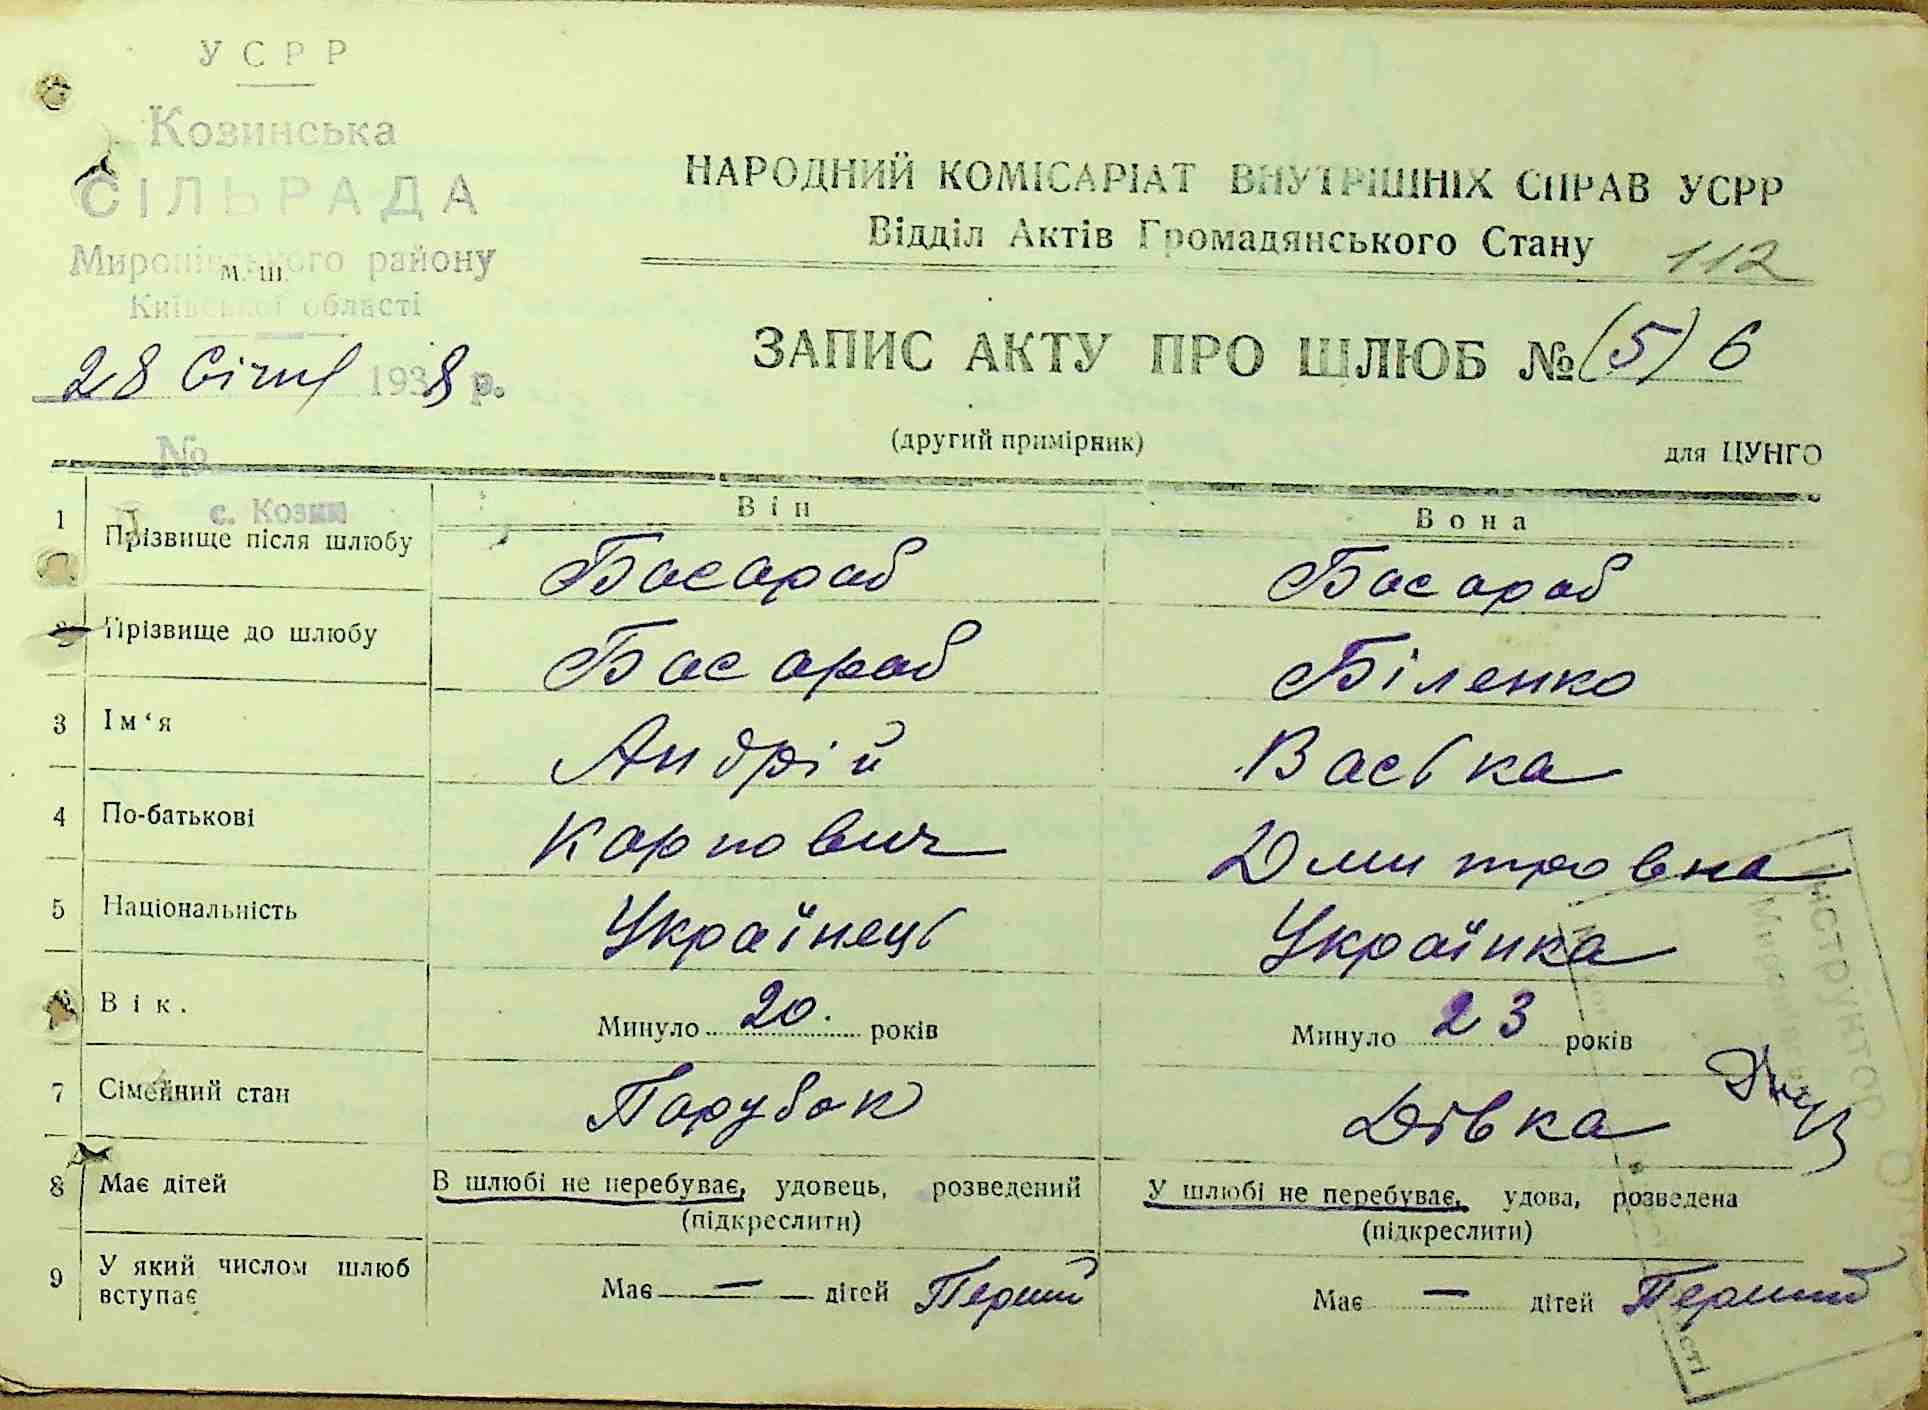 УСРР
Козинська
СІЛЬРАДА
Миронівського району
м. ш.
Київської області
28 Січня 1938 р.
№
с. Козин
НАРОДНИЙ КОМІСАРІАТ ВНУТРІШНІХ СПРАВ УСРР
Відділ Актів Громадянського Стану 112
ЗАПИС АКТУ ПРО ШЛЮБ № (5) 6
(другий примірник)
для ЦУНГО
Він Вона
1 Прізвище після шлюбу Басараб Басараб
2 Прізвище до шлюбу Басараб Біленко
3 Ім‘я Андрій Васька
4 По-батькові Карпович Дмитровна
5 Національність Українець Українка
6 Вік. Минуло 20. років Минуло 23 років
7 Сімейний стан Парубок Дівка
8 Має дітей В шлюбі не перебуває, удовець, розведений У шлюбі не перебуває, удова, розведена
(підкреслити) (підкреслити)
9 У який числом шлюб вступає Має — дітей Перший Має — дітей Перший